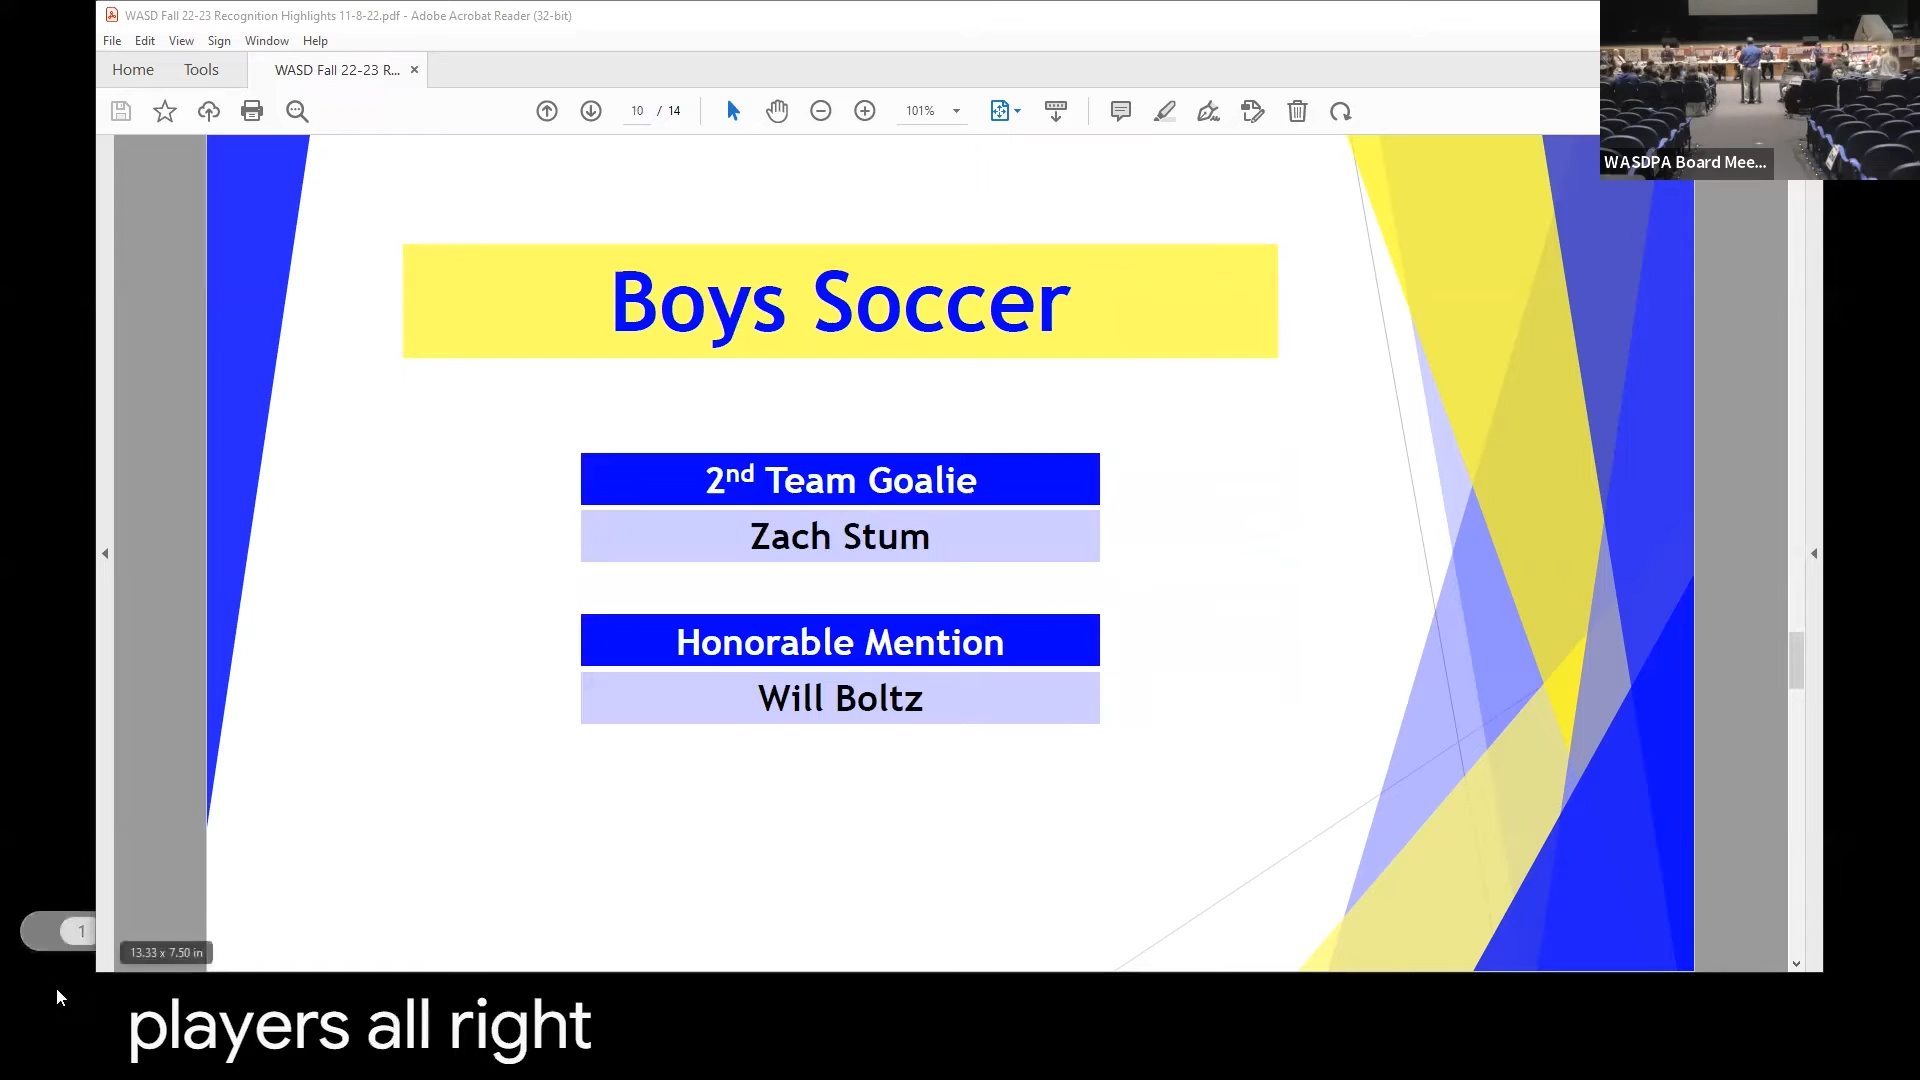 WASD Fall 22-23 Recognition Highlights 11-8-22.pdf - Adobe Acrobat Reader (32-bit)
File Edit View Sign Window Help
Home Tools WASD Fall 22-23 R... ×
10 / 14 101%
WASDPA Board Mee...
Boys Soccer
2nd Team Goalie
Zach Stum
Honorable Mention
Will Boltz
1
13.33 x 7.50 in
players all right